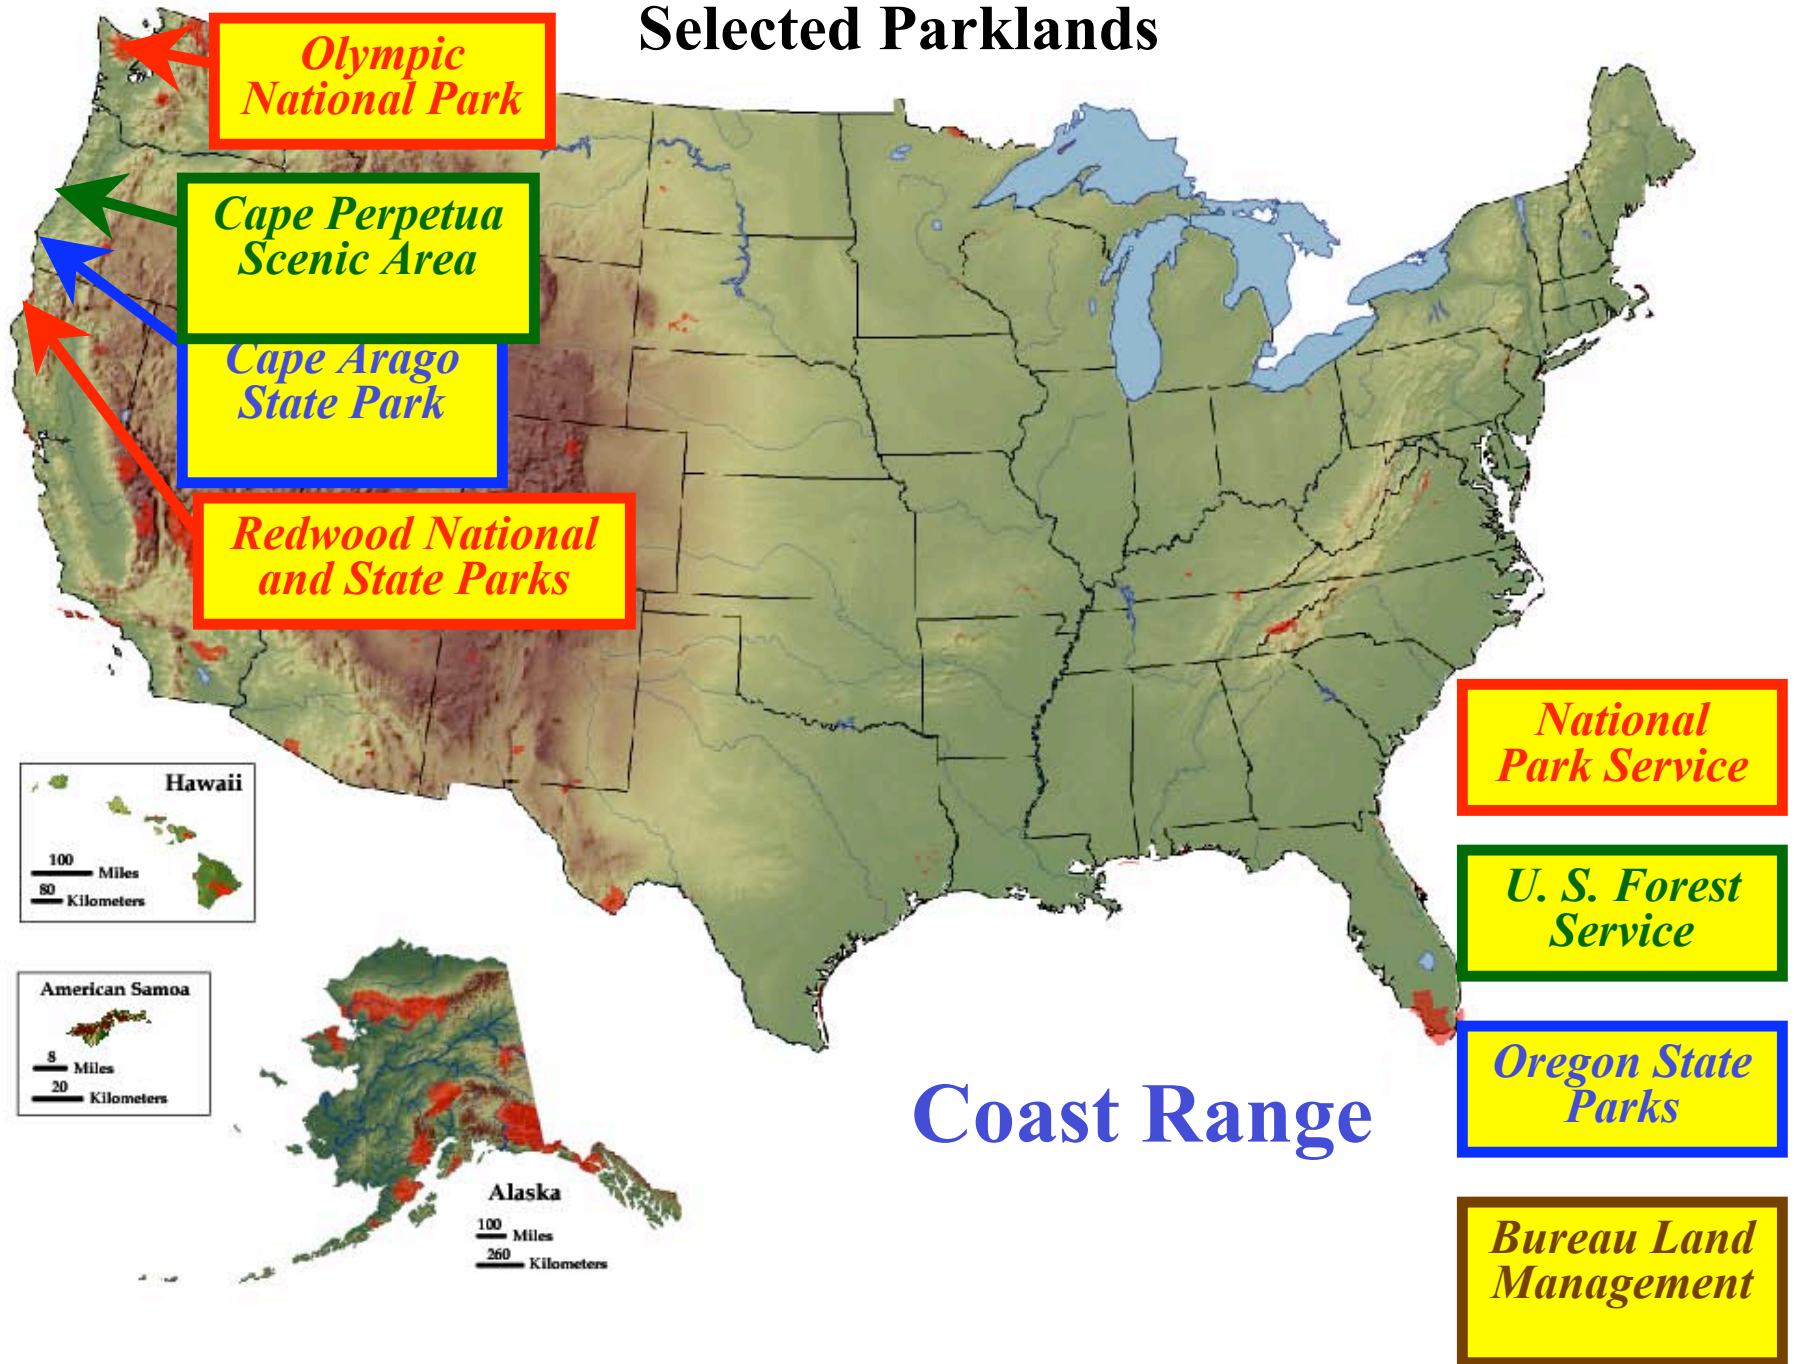 Selected Parklands
Olympic
National Park
Cape Perpetua
Scenic Area
Cape Arago
State Park
Redwood National
and State Parks
National
Park Service
U. S. Forest
Service
Oregon State
Parks
Bureau Land
Management
Coast Range
Hawaii
100
Miles
80
Kilometers
American Samoa
8
Miles
20
Kilometers
Alaska
100
Miles
260
Kilometers